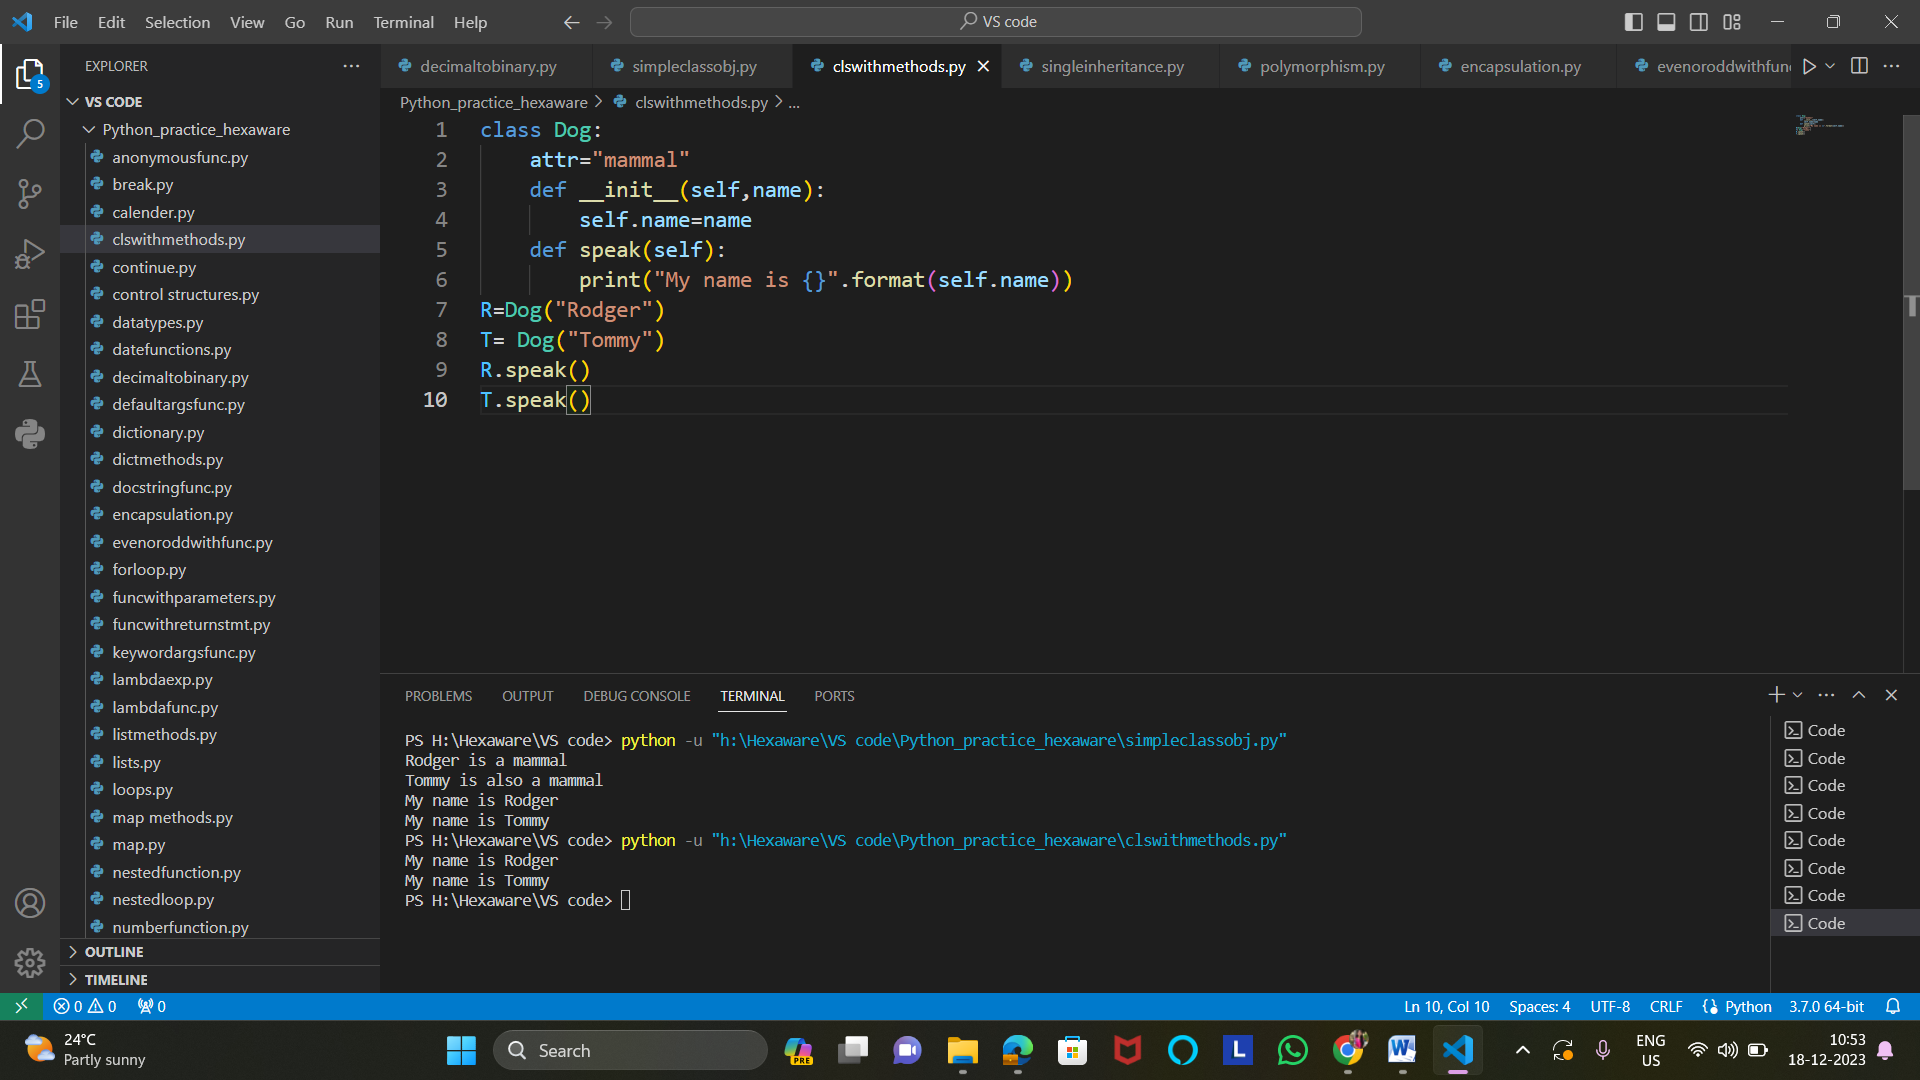 File Edit Selection View Go Run Terminal Help
VS code
EXPLORER
VS CODE
Python_practice_hexaware
anonymousfunc.py
break.py
calender.py
clswithmethods.py
continue.py
control structures.py
datatypes.py
datefunctions.py
decimaltobinary.py
defaultargsfunc.py
dictionary.py
dictmethods.py
docstringfunc.py
encapsulation.py
evenoroddwithfunc.py
forloop.py
funcwithparameters.py
funcwithreturnstmt.py
keywordargsfunc.py
lambdaexp.py
lambdafunc.py
listmethods.py
lists.py
loops.py
map methods.py
map.py
nestedfunction.py
nestedloop.py
numberfunction.py
OUTLINE
TIMELINE
5
decimaltobinary.py simpleclassobj.py clswithmethods.py singleinheritance.py polymorphism.py encapsulation.py evenoroddwithfunc
Python_practice_hexaware > clswithmethods.py > ...
1 class Dog:
2 attr="mammal"
3 def __init__(self,name):
4 self.name=name
5 def speak(self):
6 print("My name is {}".format(self.name))
7 R=Dog("Rodger")
8 T= Dog("Tommy")
9 R.speak()
10 T.speak()
PROBLEMS OUTPUT DEBUG CONSOLE TERMINAL PORTS
PS H:\Hexaware\VS code> python -u "h:\Hexaware\VS code\Python_practice_hexaware\simpleclassobj.py"
Rodger is a mammal
Tommy is also a mammal
My name is Rodger
My name is Tommy
PS H:\Hexaware\VS code> python -u "h:\Hexaware\VS code\Python_practice_hexaware\clswithmethods.py"
My name is Rodger
My name is Tommy
PS H:\Hexaware\VS code>
Code
Code
Code
Code
Code
Code
Code
Code
0 0 0
Ln 10, Col 10 Spaces: 4 UTF-8 CRLF Python 3.7.0 64-bit
24°C
Partly sunny
Search
PRE
L
W
ENG
US
10:53
18-12-2023